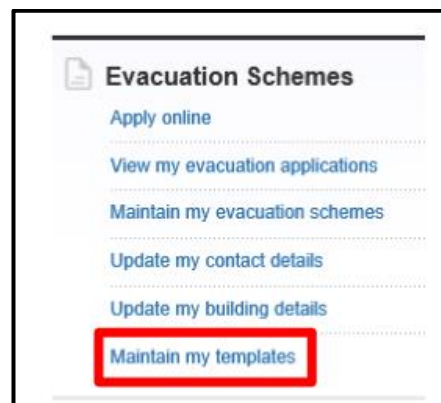 Evacuation Schemes
Apply online
View my evacuation applications
Maintain my evacuation schemes
Update my contact details
Update my building details
Maintain my templates